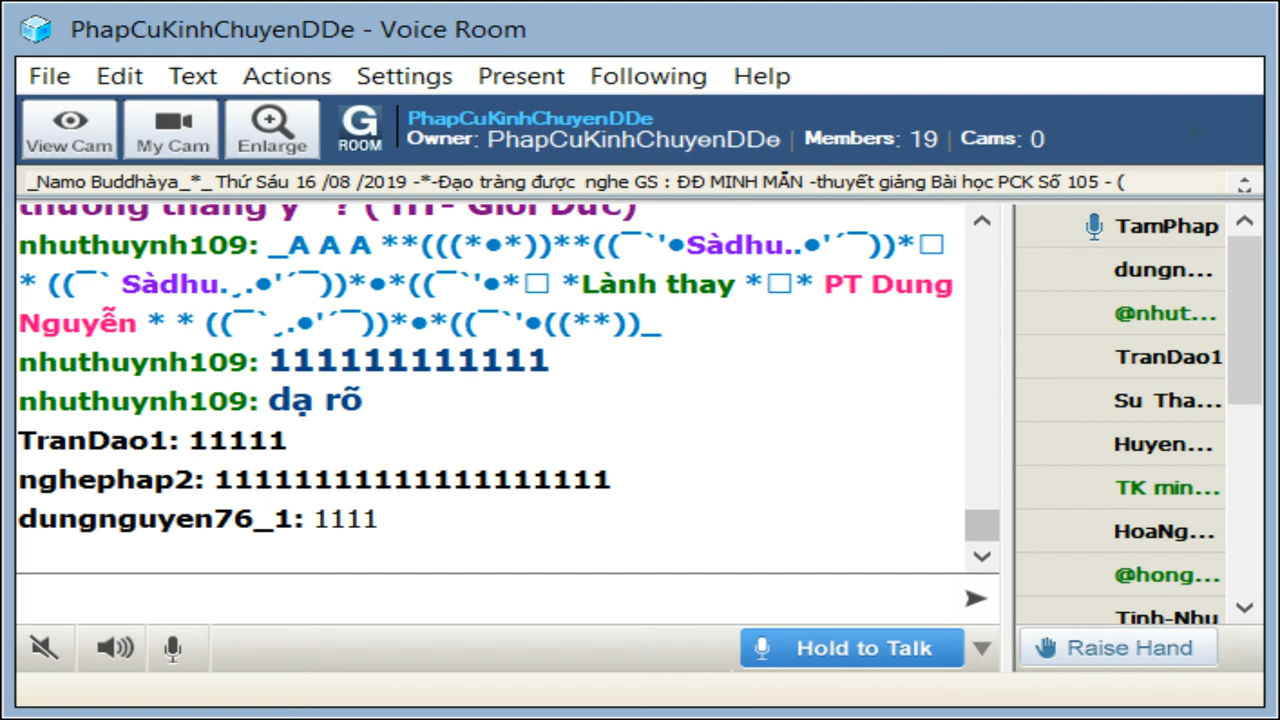 PhapCuKinhChuyenDDe - Voice Room
File Edit Text Actions Settings Present Following Help
View Cam My Cam Enlarge G ROOM
PhapCuKinhChuyenDDe
Owner: PhapCuKinhChuyenDDe | Members: 19 | Cams: 0
_Namo Buddhàya_*_ Thứ Sáu 16 /08 /2019 -*-Đạo tràng được nghe GS : ĐĐ MINH MẪN -thuyết giảng Bài học PCK Số 105 - (
nhuthuynh109: _A A A **(((*●*))**((¯`'●Sàdhu..●'´¯))*□
* ((¯` Sàdhu.¸.●'´¯))*●*((¯`'●*□ *Lành thay *□* PT Dung
Nguyễn * * ((¯`¸.●'´¯))*●*((¯`'●((**))_
nhuthuynh109: 111111111111
nhuthuynh109: dạ rõ
TranDao1: 11111
nghephap2: 11111111111111111111
dungnguyen76_1: 1111
TamPhap
dungn...
@nhut...
TranDao1
Su Tha...
Huyen...
TK min...
HoaNg...
@hong...
Tinh-Nhu
Hold to Talk
Raise Hand